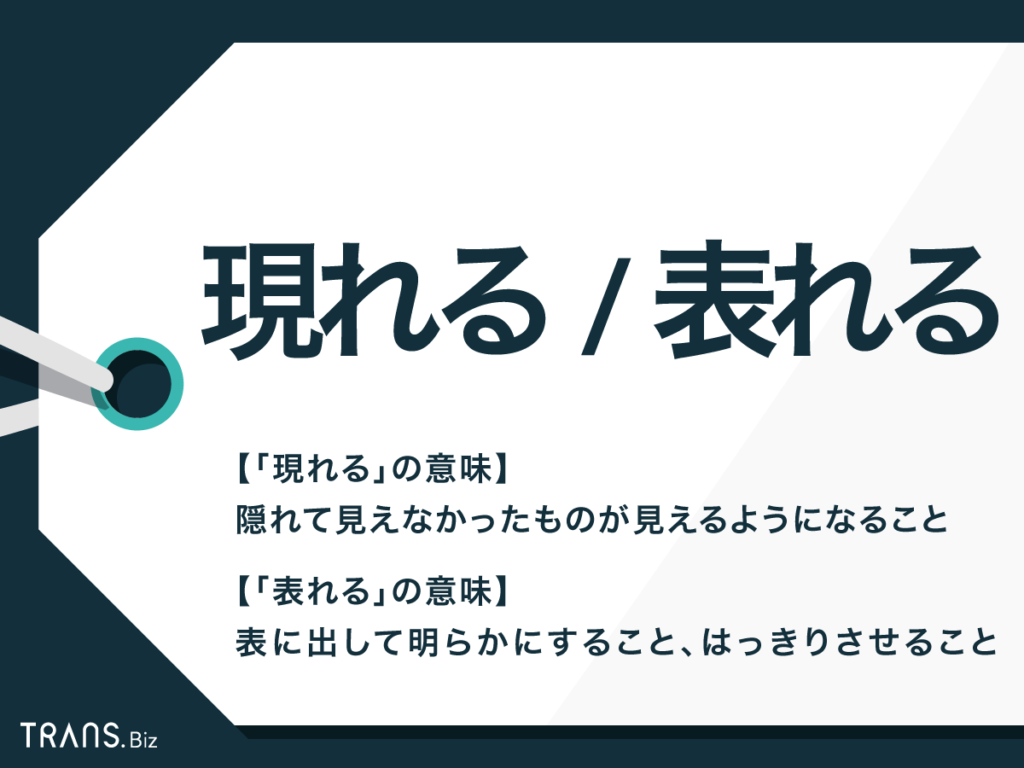 現れる / 表れる
【「現れる」の意味】
隠れて見えなかったものが見えるようになること
【「表れる」の意味】
表に出して明らかにすること、はっきりさせること
TRANS.Biz